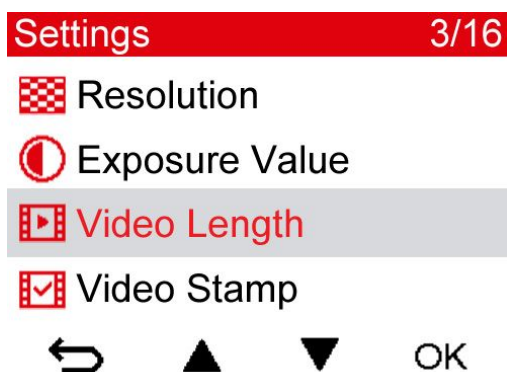 Settings 3/16
Resolution
Exposure Value
Video Length
Video Stamp
OK